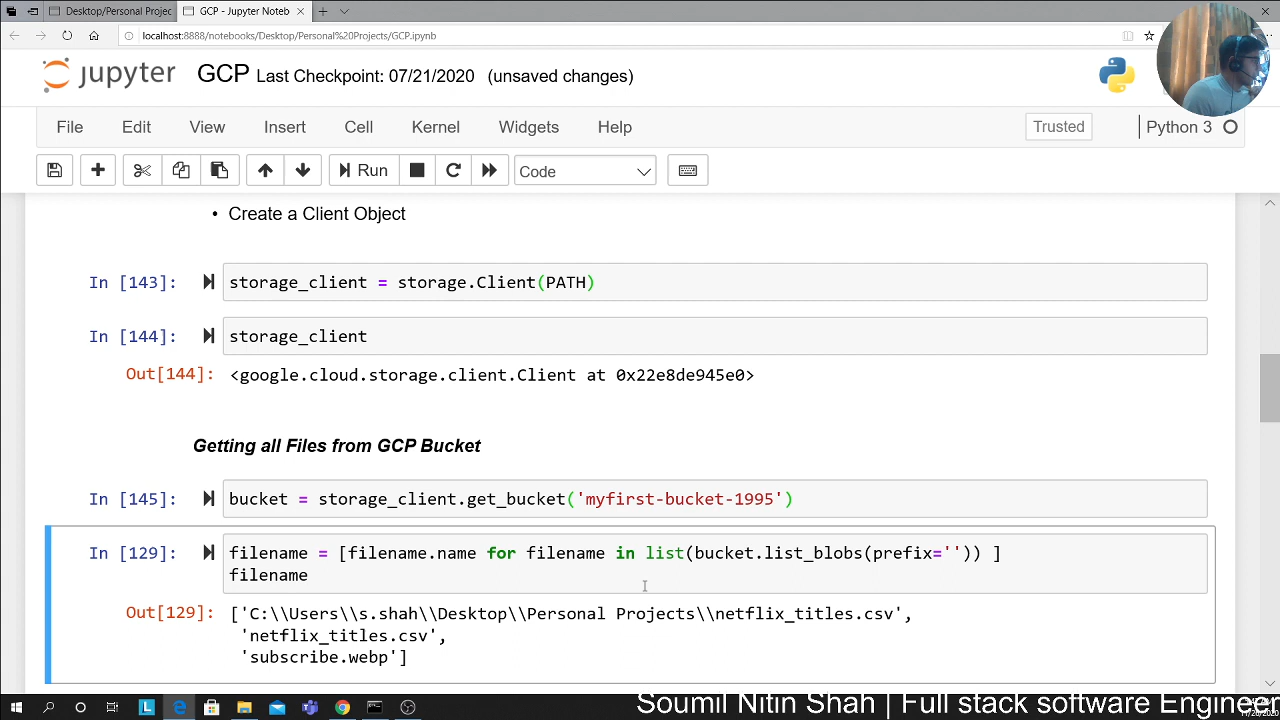 Desktop/Personal Projec
GCP - Jupyter Noteb
localhost:8888/notebooks/Desktop/Personal%20Projects/GCP.ipynb
jupyter GCP Last Checkpoint: 07/21/2020 (unsaved changes)
File Edit View Insert Cell Kernel Widgets Help Trusted Python 3
Run Code
• Create a Client Object
In [143]: storage_client = storage.Client(PATH)
In [144]: storage_client
Out[144]: <google.cloud.storage.client.Client at 0x22e8de945e0>
Getting all Files from GCP Bucket
In [145]: bucket = storage_client.get_bucket('myfirst-bucket-1995')
In [129]: filename = [filename.name for filename in list(bucket.list_blobs(prefix='')) ]
filename
Out[129]: ['C:\\Users\\s.shah\\Desktop\\Personal Projects\\netflix_titles.csv',
'netflix_titles.csv',
'subscribe.webp']
Soumil Nitin Shah | Full stack software Enginee